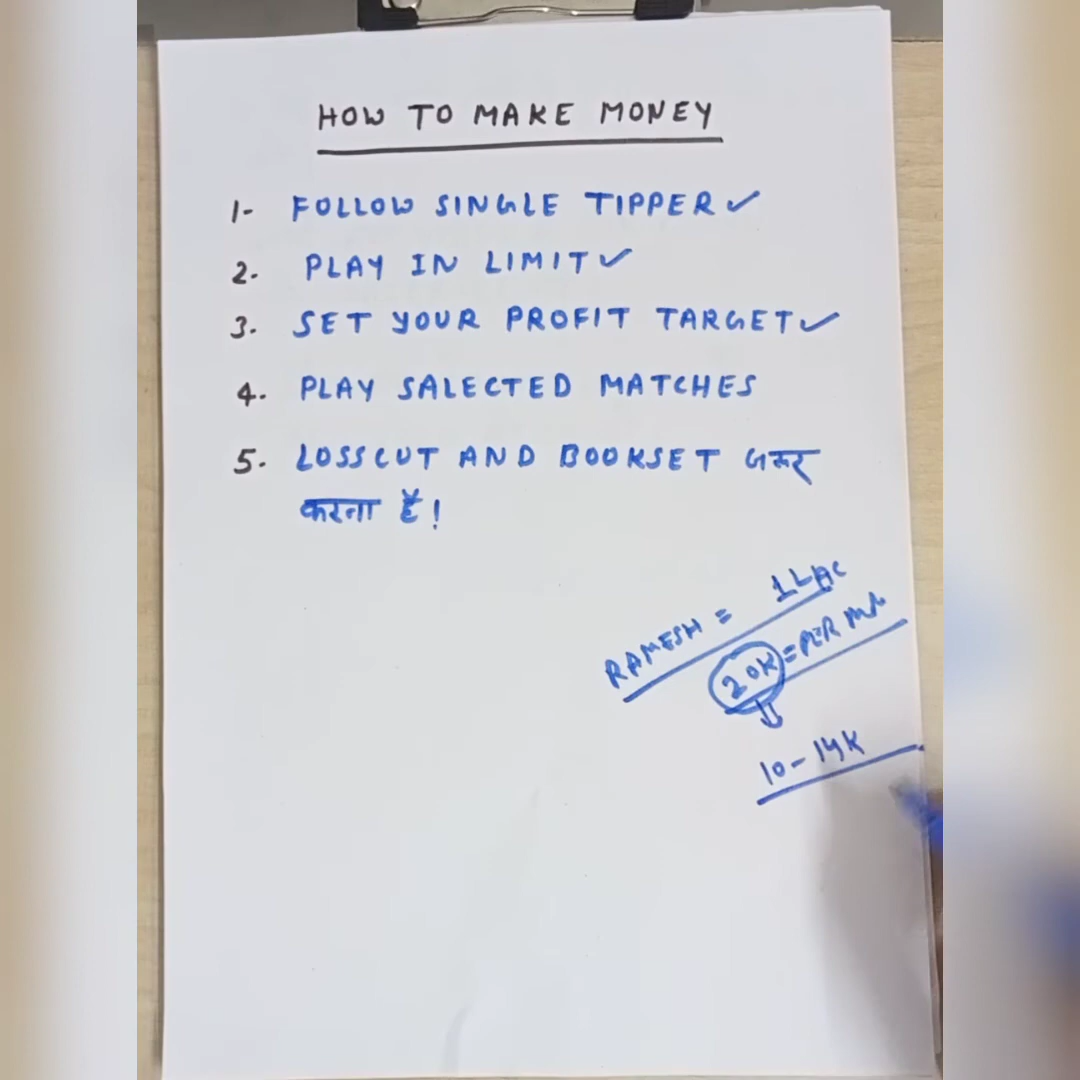 HOW TO MAKE MONEY
1- FOLLOW SINGLE TIPPER ✓
2. PLAY IN LIMIT ✓
3. SET YOUR PROFIT TARGET ✓
4. PLAY SALECTED MATCHES
5. LOSSCUT AND BOOKSET जरूर
करना है!
RAMESH = 1 LAC
20K = PER
10-14K